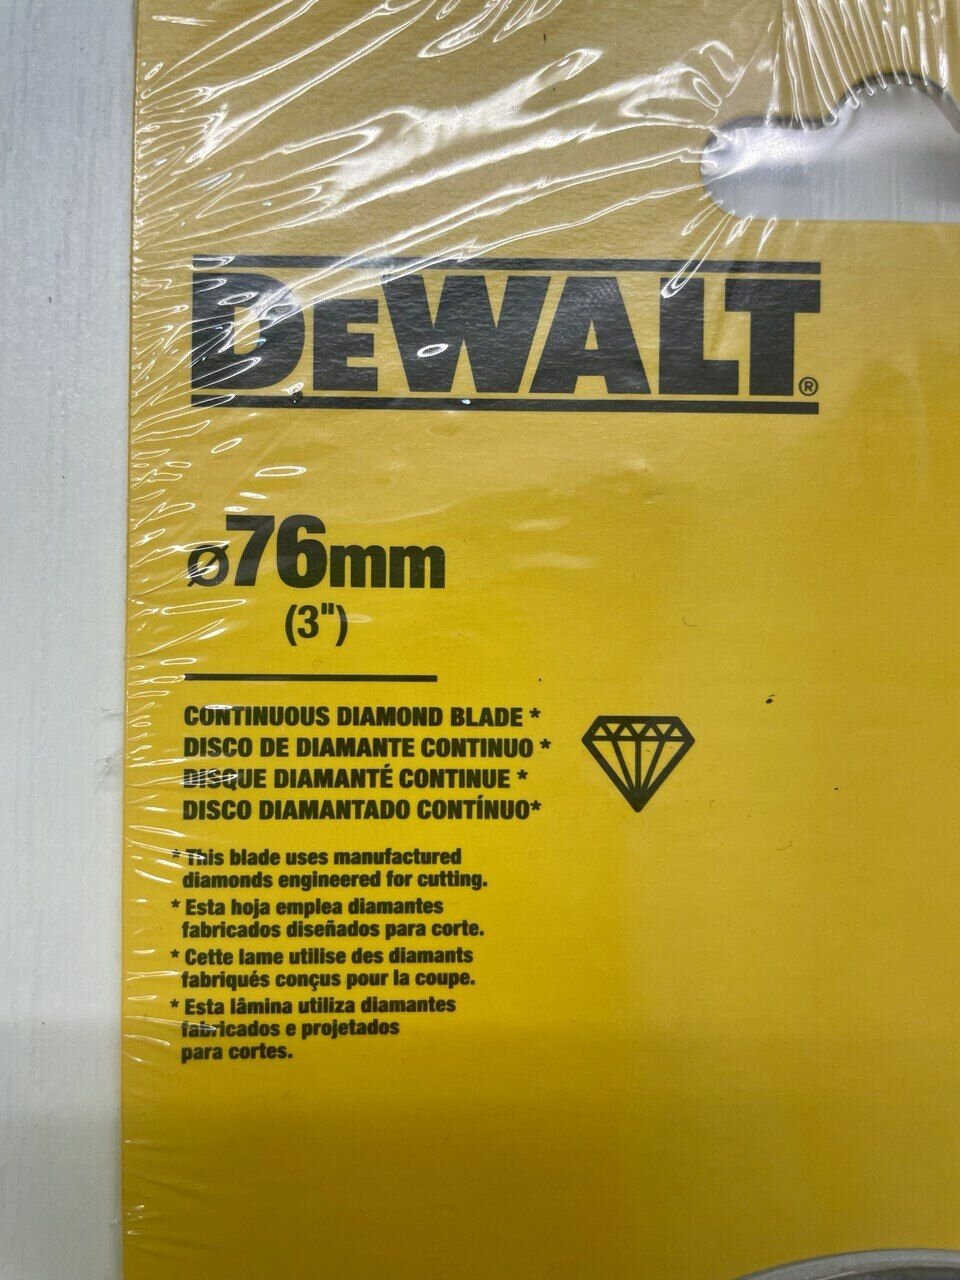 DEWALT®
ø76mm
(3")
CONTINUOUS DIAMOND BLADE *
DISCO DE DIAMANTE CONTINUO *
DISQUE DIAMANTÉ CONTINUE *
DISCO DIAMANTADO CONTÍNUO*
* This blade uses manufactured
diamonds engineered for cutting.
* Esta hoja emplea diamantes
fabricados diseñados para corte.
* Cette lame utilise des diamants
fabriqués conçus pour la coupe.
* Esta lâmina utiliza diamantes
fabricados e projetados
para cortes.